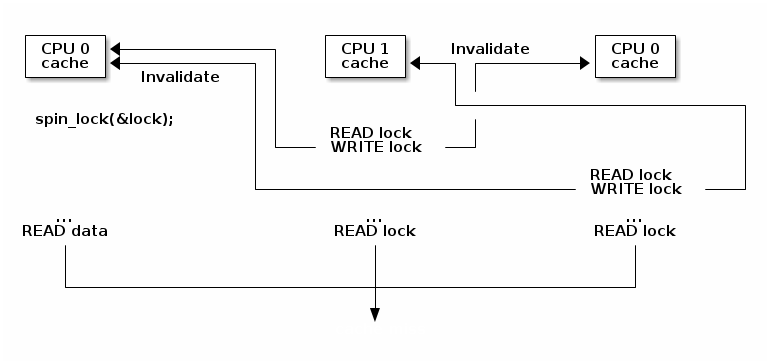 CPU 0
cache
CPU 1
cache
Invalidate
CPU 0
cache
Invalidate
spin_lock(&lock);
READ lock
WRITE lock
READ lock
WRITE lock
...
READ data
...
READ lock
...
READ lock